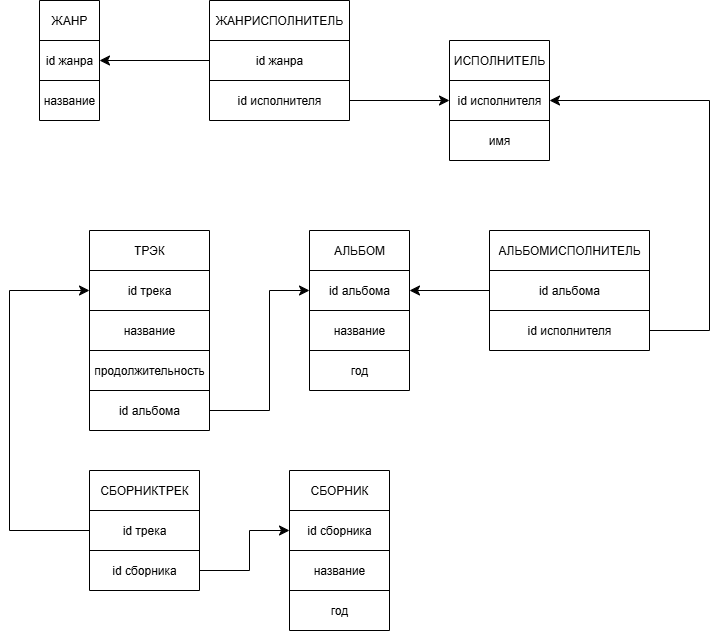 ЖАНР
id жанра
название
ЖАНРИСПОЛНИТЕЛЬ
id жанра
id исполнителя
ИСПОЛНИТЕЛЬ
id исполнителя
имя
ТРЭК
id трека
название
продолжительность
id альбома
АЛЬБОМ
id альбома
название
год
АЛЬБОМИСПОЛНИТЕЛЬ
id альбома
id исполнителя
СБОРНИКТРЕК
id трека
id сборника
СБОРНИК
id сборника
название
год